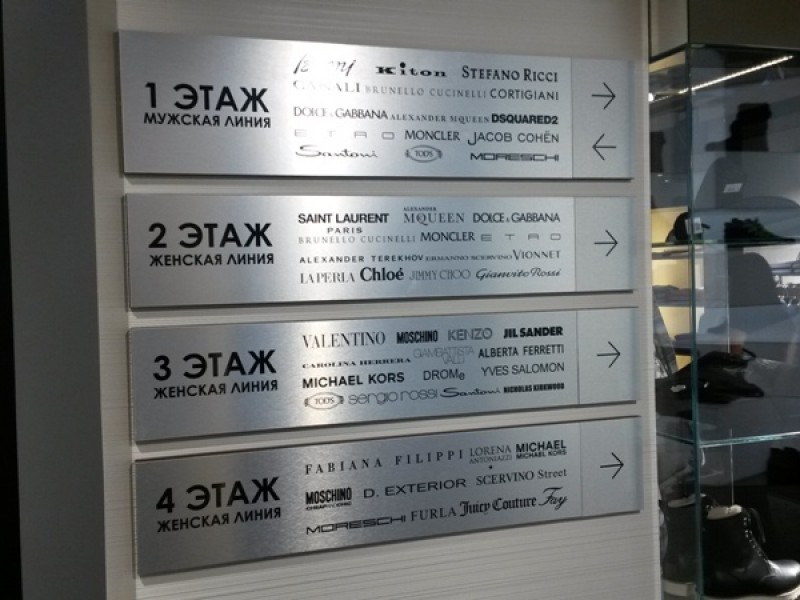 1 ЭТАЖ
МУЖСКАЯ ЛИНИЯ
Brioni Kiton STEFANO RICCI
CANALI BRUNELLO CUCINELLI CORTIGIANI
DOLCE & GABBANA ALEXANDER MCQUEEN DSQUARED2
ETRO MONCLER JACOB COHËN
Santoni TOD'S MORESCHI
2 ЭТАЖ
ЖЕНСКАЯ ЛИНИЯ
SAINT LAURENT PARIS ALEXANDER MCQUEEN DOLCE & GABBANA
BRUNELLO CUCINELLI MONCLER ETRO
ALEXANDER TEREKHOV ERMANNO SCERVINO VIONNET
LA PERLA Chloé JIMMY CHOO Gianvito Rossi
3 ЭТАЖ
ЖЕНСКАЯ ЛИНИЯ
VALENTINO MOSCHINO KENZO JIL SANDER
CAROLINA HERRERA GIAMBATTISTA VALLI ALBERTA FERRETTI
MICHAEL KORS DROMe YVES SALOMON
TOD'S sergio rossi Santoni NICHOLAS KIRKWOOD
4 ЭТАЖ
ЖЕНСКАЯ ЛИНИЯ
FABIANA FILIPPI LORENA ANTONIAZZI MICHAEL MICHAEL KORS
MOSCHINO CHEAP AND CHIC D. EXTERIOR SCERVINO Street
MORESCHI FURLA Juicy Couture Fay